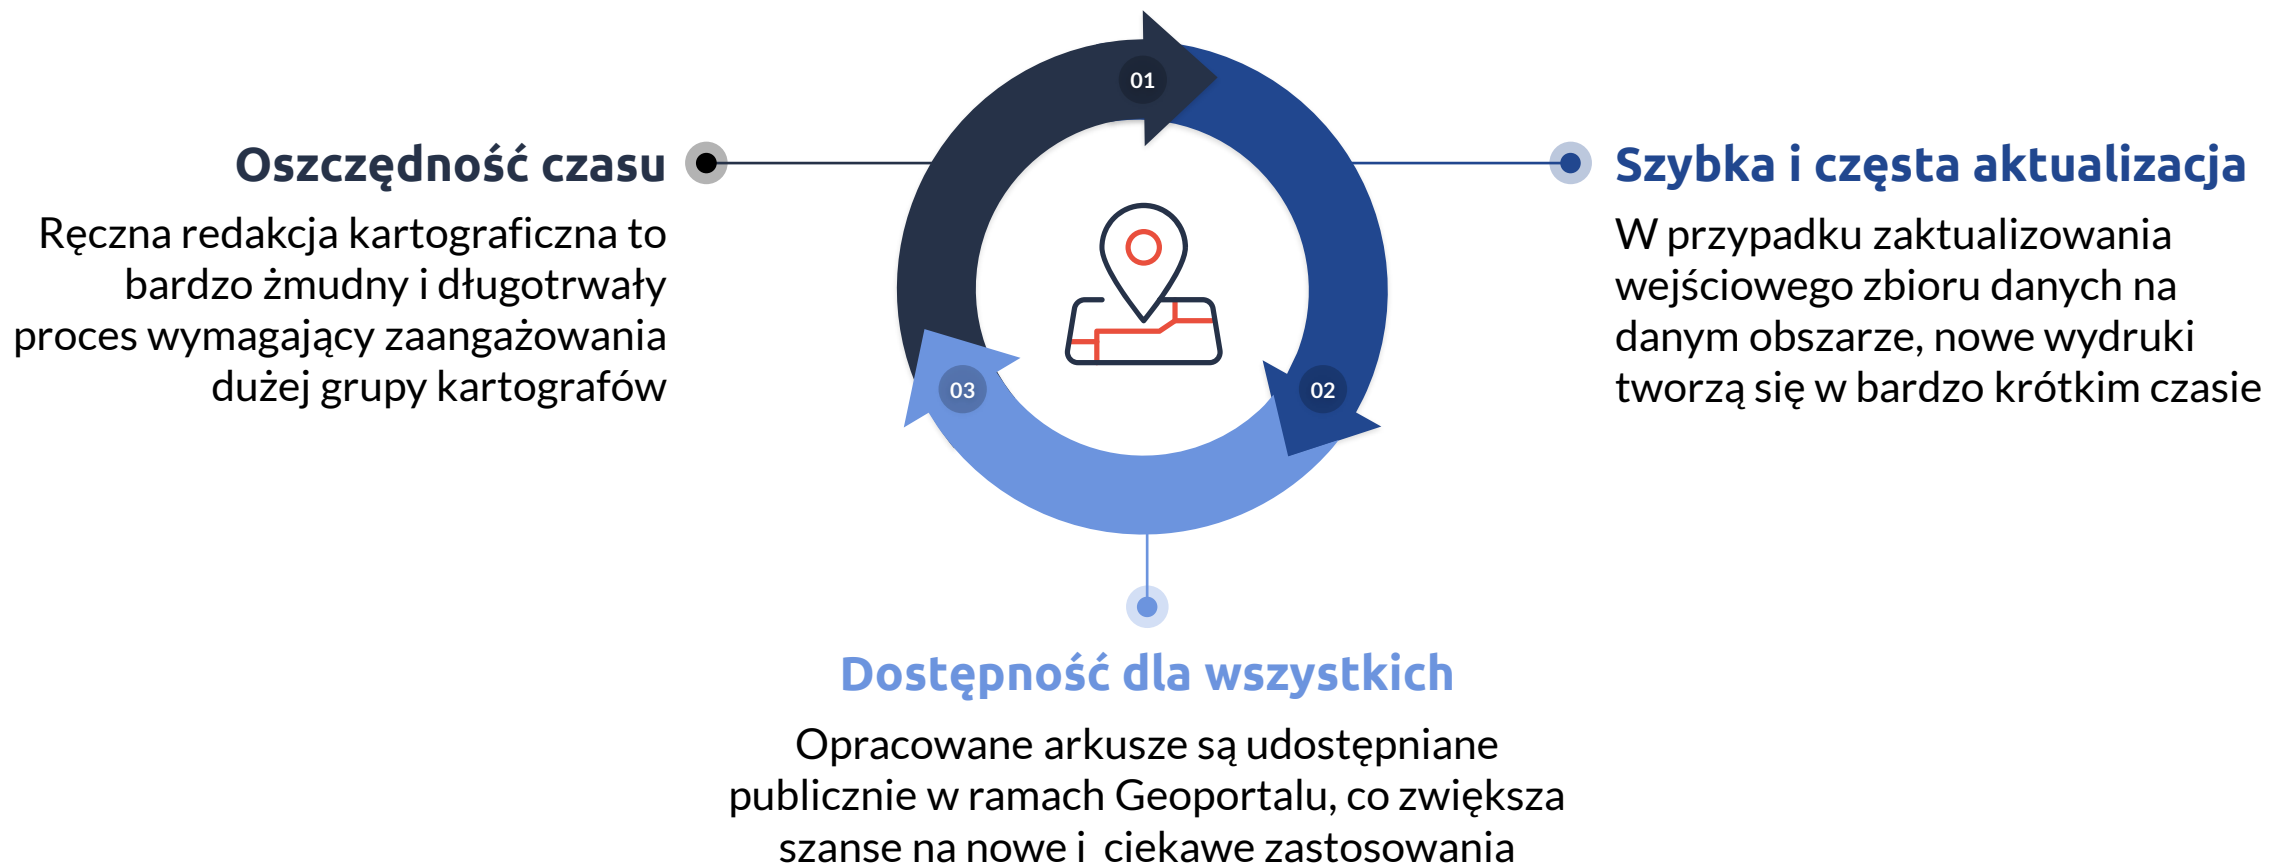 01
Oszczędność czasu
Ręczna redakcja kartograficzna to
bardzo żmudny i długotrwały
proces wymagający zaangażowania
dużej grupy kartografów
02
Szybka i częsta aktualizacja
W przypadku zaktualizowania
wejściowego zbioru danych na
danym obszarze, nowe wydruki
tworzą się w bardzo krótkim czasie
03
Dostępność dla wszystkich
Opracowane arkusze są udostępniane
publicznie w ramach Geoportalu, co zwiększa
szanse na nowe i  ciekawe zastosowania